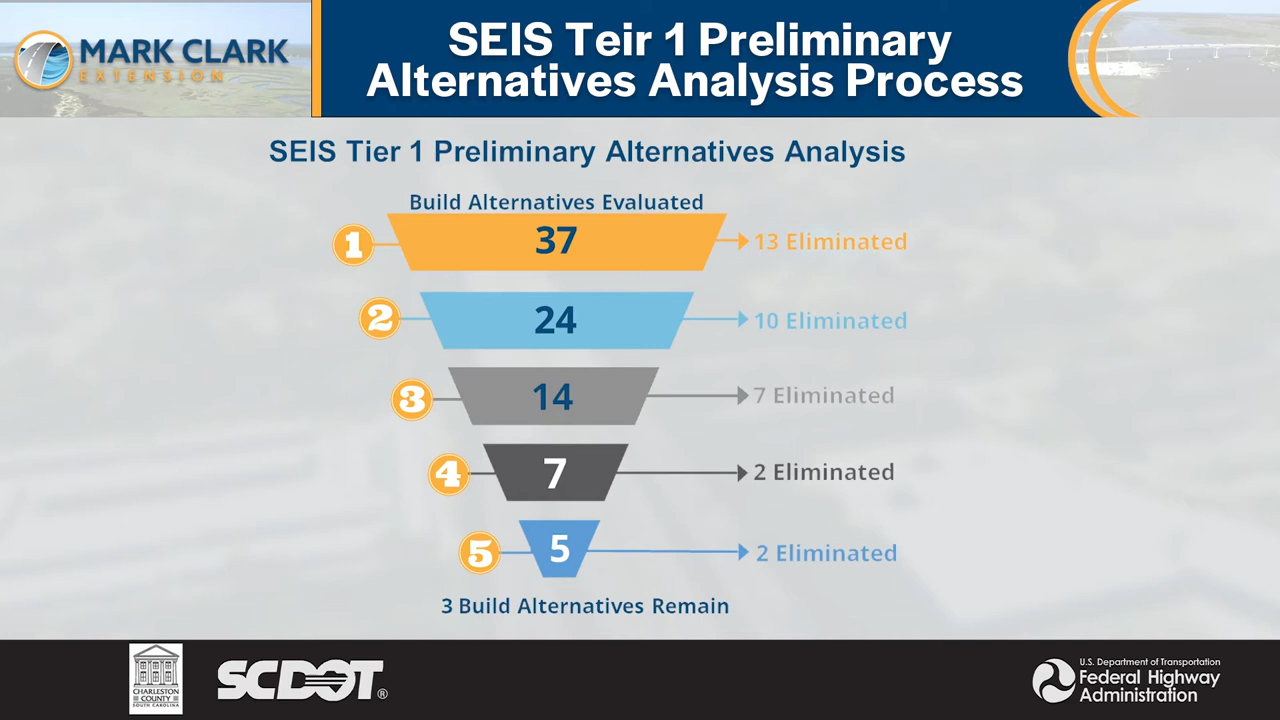 MARK CLARK
EXTENSION
SEIS Teir 1 Preliminary
Alternatives Analysis Process
SEIS Tier 1 Preliminary Alternatives Analysis
Build Alternatives Evaluated
1
37
13 Eliminated
2
24
10 Eliminated
3
14
7 Eliminated
4
7
2 Eliminated
5
5
2 Eliminated
3 Build Alternatives Remain
CHARLESTON
COUNTY
SOUTH CAROLINA
SCDOT®
U.S. Department of Transportation
Federal Highway
Administration